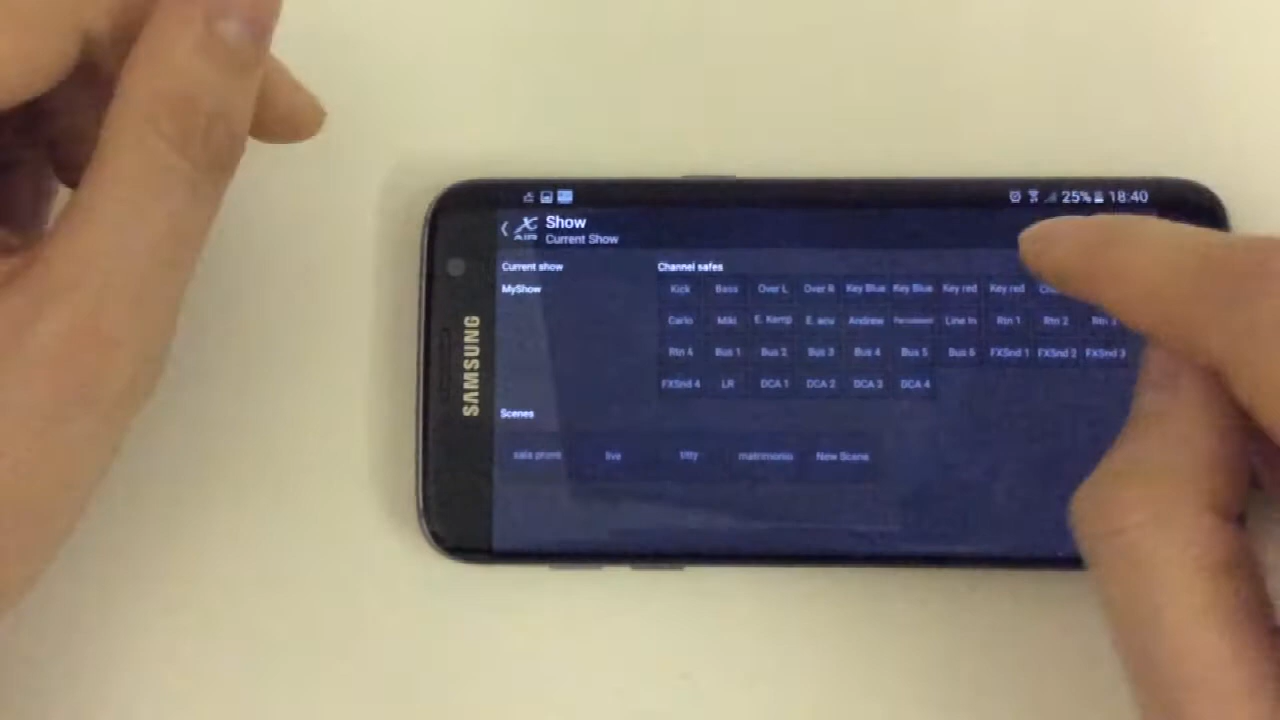 25% 18:40
X AIR
Show
Current Show
Current show
Channel safes
MyShow
Kick Bass Over L Over R Key Blue Key Blue Key red Key red
Carlo Miki E. Kemp E. acu Andrew Line In Rtn 1 Rtn 2 Rtn 3
Rtn 4 Bus 1 Bus 2 Bus 3 Bus 4 Bus 5 Bus 6 FXSnd 1 FXSnd 2 FXSnd 3
FXSnd 4 LR DCA 1 DCA 2 DCA 3 DCA 4
Scenes
sala prove live titty matrimonio New Scene
SAMSUNG